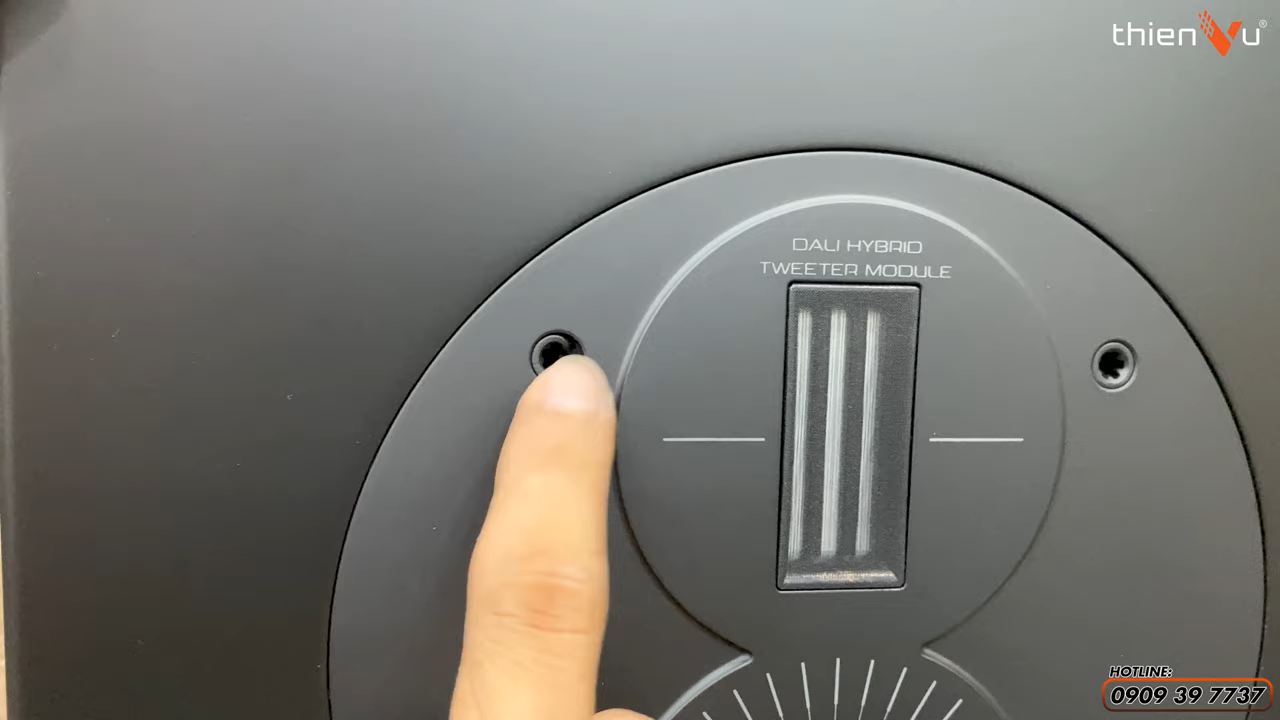 thienVu®
DALI HYBRID
TWEETER MODULE
HOTLINE:
0909 39 7737